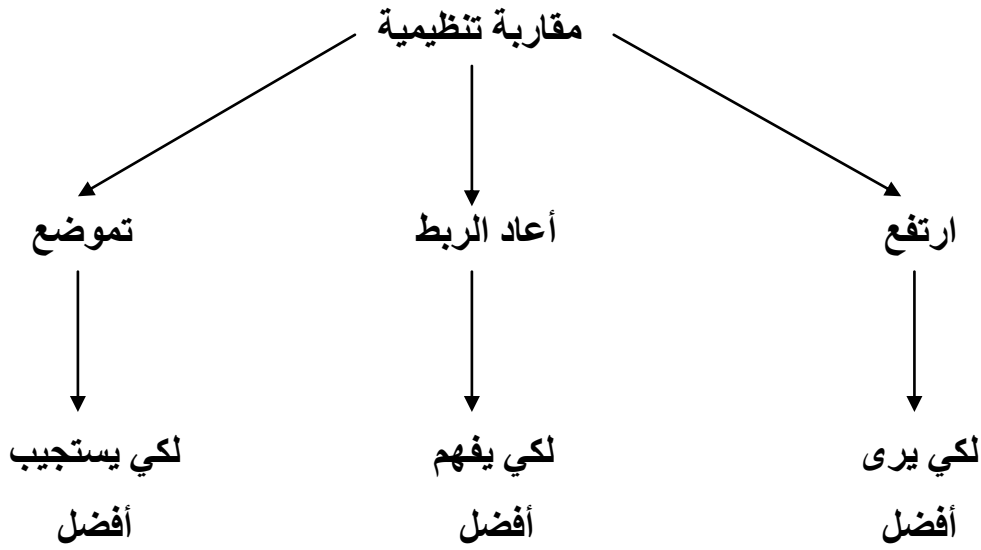 مقاربة تنظيمية
ارتفع
أعاد الربط
تموضع
لكي يرى
أفضل
لكي يفهم
أفضل
لكي يستجيب
أفضل